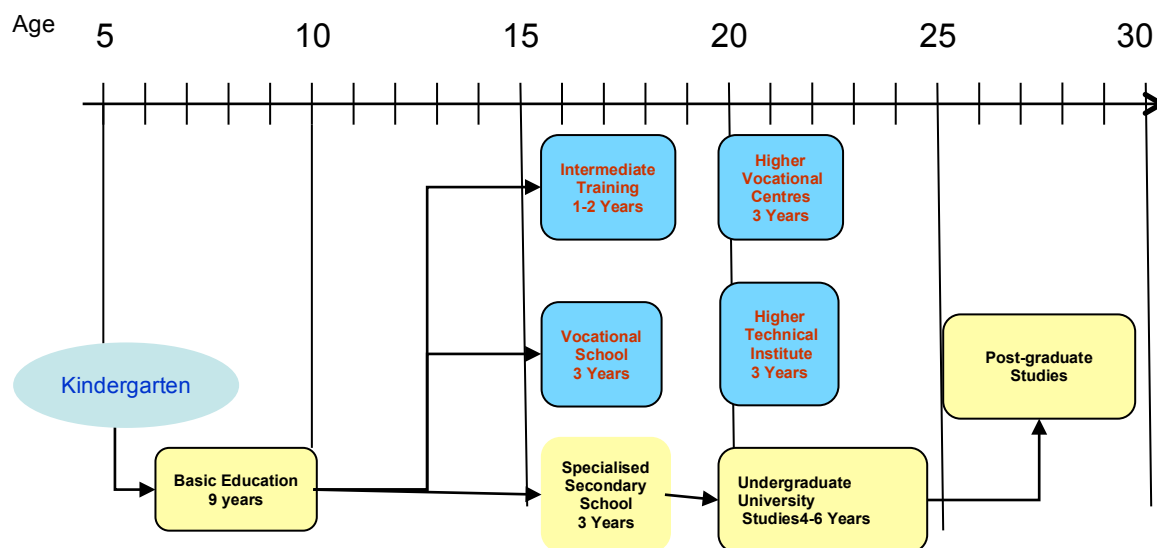 Age
5 10 15 20 25 30
Intermediate
Training
1-2 Years
Higher
Vocational
Centres
3 Years
Vocational
School
3 Years
Higher
Technical
Institute
3 Years
Post-graduate
Studies
Kindergarten
Basic Education
9 years
Specialised
Secondary
School
3 Years
Undergraduate
University
Studies4-6 Years